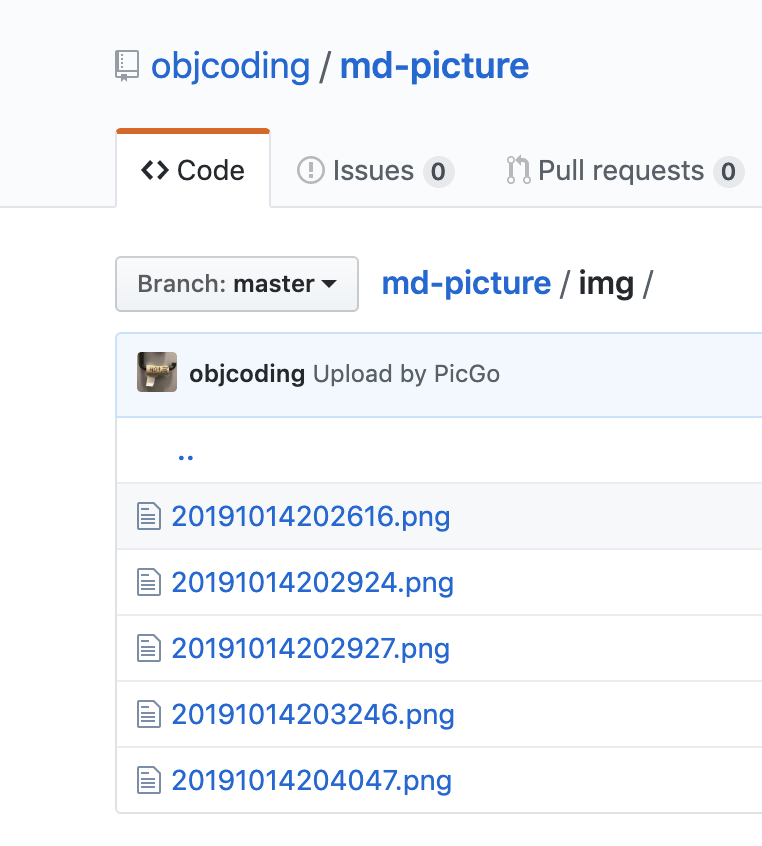 objcoding / md-picture
Code Issues 0 Pull requests 0
Branch: master md-picture / img /
objcoding Upload by PicGo
..
20191014202616.png
20191014202924.png
20191014202927.png
20191014203246.png
20191014204047.png